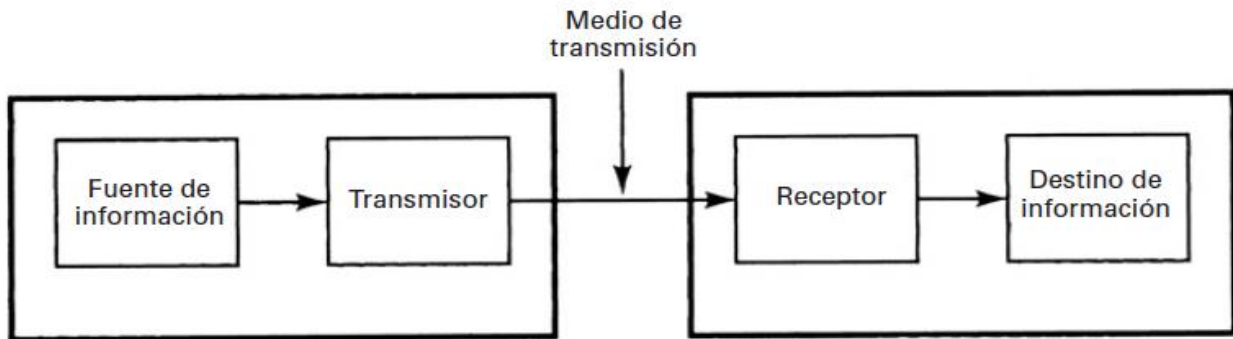 Medio de
transmisión
Fuente de
información
Transmisor
Receptor
Destino de
información